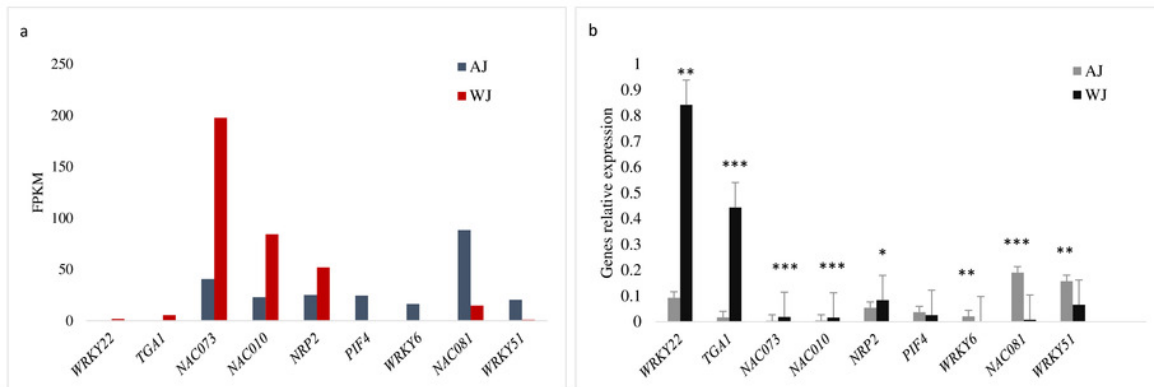 a
AJ
WJ
FPKM
250
200
150
100
50
0
WRKY22
TGA1
NAC073
NAC010
NRP2
PIF4
WRKY6
NAC081
WRKY51
b
AJ
WJ
Genes relative expression
1
0.9
0.8
0.7
0.6
0.5
0.4
0.3
0.2
0.1
0
**
***
***
***
*
**
***
**
WRKY22
TGA1
NAC073
NAC010
NRP2
PIF4
WRKY6
NAC081
WRKY51